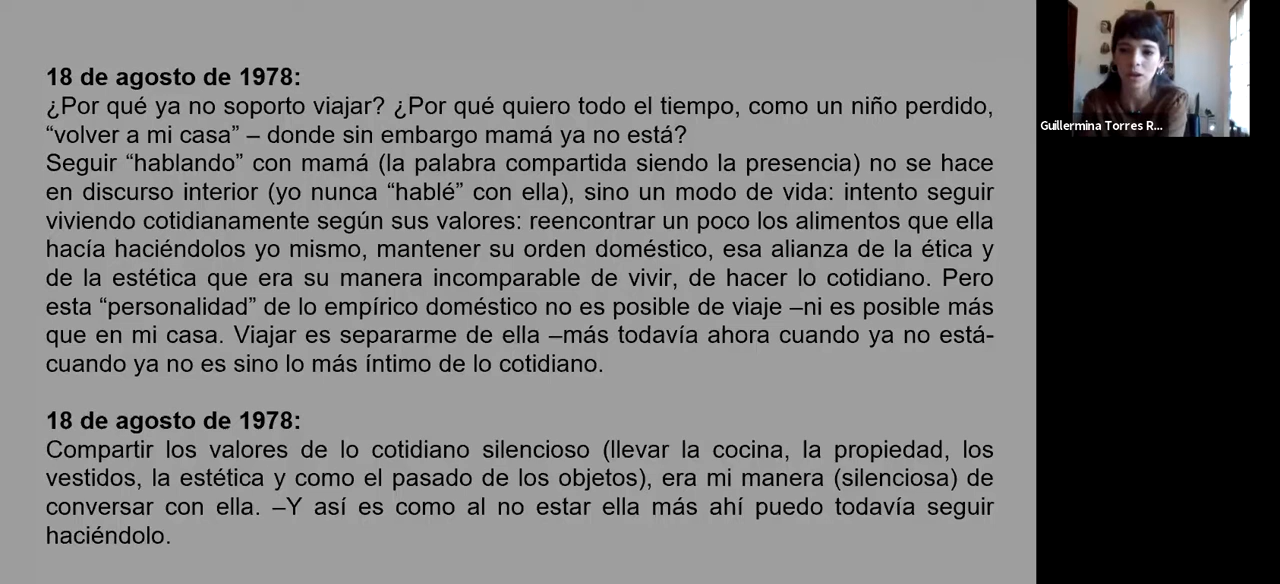 18 de agosto de 1978:
¿Por qué ya no soporto viajar? ¿Por qué quiero todo el tiempo, como un niño perdido,
“volver a mi casa” – donde sin embargo mamá ya no está?
Seguir “hablando” con mamá (la palabra compartida siendo la presencia) no se hace
en discurso interior (yo nunca “hablé” con ella), sino un modo de vida: intento seguir
viviendo cotidianamente según sus valores: reencontrar un poco los alimentos que ella
hacía haciéndolos yo mismo, mantener su orden doméstico, esa alianza de la ética y
de la estética que era su manera incomparable de vivir, de hacer lo cotidiano. Pero
esta “personalidad” de lo empírico doméstico no es posible de viaje –ni es posible más
que en mi casa. Viajar es separarme de ella –más todavía ahora cuando ya no está-
cuando ya no es sino lo más íntimo de lo cotidiano.
18 de agosto de 1978:
Compartir los valores de lo cotidiano silencioso (llevar la cocina, la propiedad, los
vestidos, la estética y como el pasado de los objetos), era mi manera (silenciosa) de
conversar con ella. –Y así es como al no estar ella más ahí puedo todavía seguir
haciéndolo.
Guillermina Torres R...